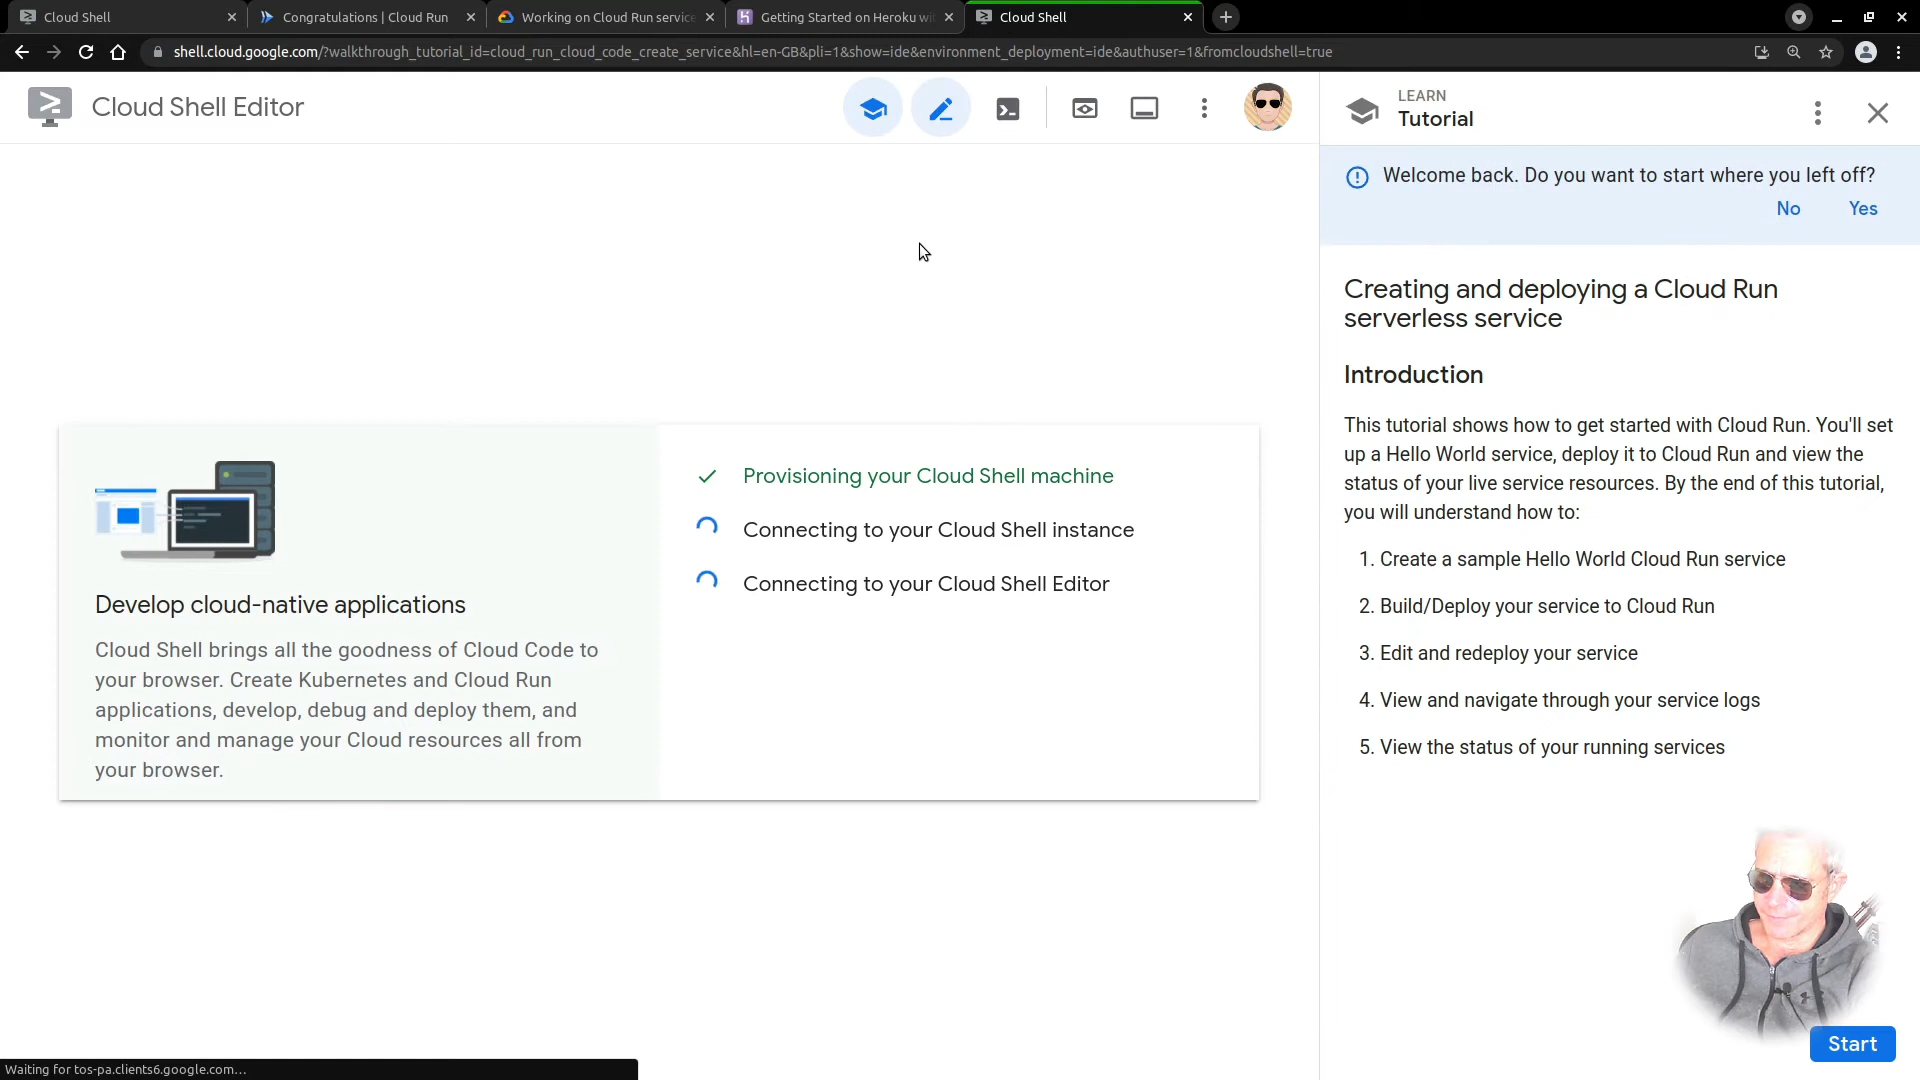 Cloud Shell
Congratulations | Cloud Run
Working on Cloud Run service
Getting Started on Heroku wit
Cloud Shell
shell.cloud.google.com/?walkthrough_tutorial_id=cloud_run_cloud_code_create_service&hl=en-GB&pli=1&show=ide&environment_deployment=ide&authuser=1&fromcloudshell=true
Cloud Shell Editor
LEARN
Tutorial
Welcome back. Do you want to start where you left off?
No
Yes
Creating and deploying a Cloud Run
serverless service
Introduction
This tutorial shows how to get started with Cloud Run. You'll set
up a Hello World service, deploy it to Cloud Run and view the
status of your live service resources. By the end of this tutorial,
you will understand how to:
1. Create a sample Hello World Cloud Run service
2. Build/Deploy your service to Cloud Run
3. Edit and redeploy your service
4. View and navigate through your service logs
5. View the status of your running services
Provisioning your Cloud Shell machine
Connecting to your Cloud Shell instance
Connecting to your Cloud Shell Editor
Develop cloud-native applications
Cloud Shell brings all the goodness of Cloud Code to
your browser. Create Kubernetes and Cloud Run
applications, develop, debug and deploy them, and
monitor and manage your Cloud resources all from
your browser.
Start
Waiting for tos-pa.clients6.google.com...